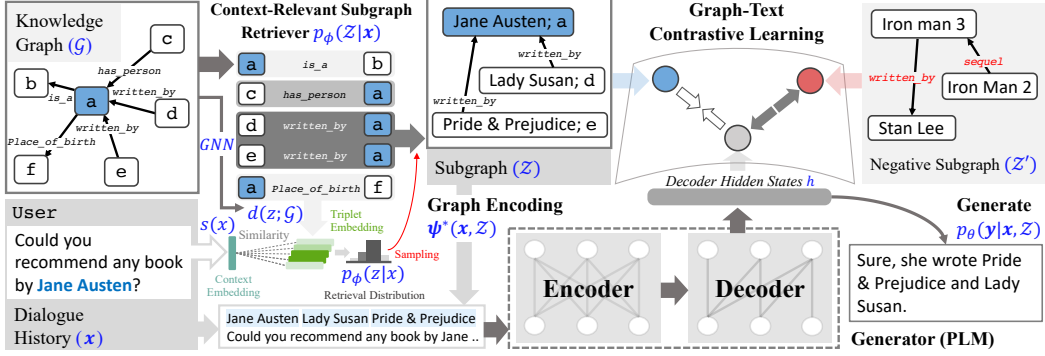 Knowledge
Graph (𝒢)
c
b
a
d
f
e
has_person
is_a
written_by
Place_of_birth
written_by
GNN
Context-Relevant Subgraph
Retriever pϕ(𝒵|x)
a is_a b
c has_person a
d written_by a
e written_by a
a Place_of_birth f
d(z; 𝒢)
Triplet
Embedding
s(x)
Similarity
Context
Embedding
pϕ(z|x)
Sampling
Retrieval Distribution
Jane Austen; a
written_by
Lady Susan; d
written_by
Pride & Prejudice; e
Subgraph (𝒵)
Graph Encoding
ψ*(x, 𝒵)
Graph-Text
Contrastive Learning
Decoder Hidden States h
Iron man 3
sequel
written_by
Iron Man 2
Stan Lee
Negative Subgraph (𝒵′)
User
Could you
recommend any book
by Jane Austen?
Dialogue
History (x)
Jane Austen Lady Susan Pride & Prejudice
Could you recommend any book by Jane ..
Encoder
Decoder
Generate
pθ(y|x, 𝒵)
Sure, she wrote Pride
& Prejudice and Lady
Susan.
Generator (PLM)